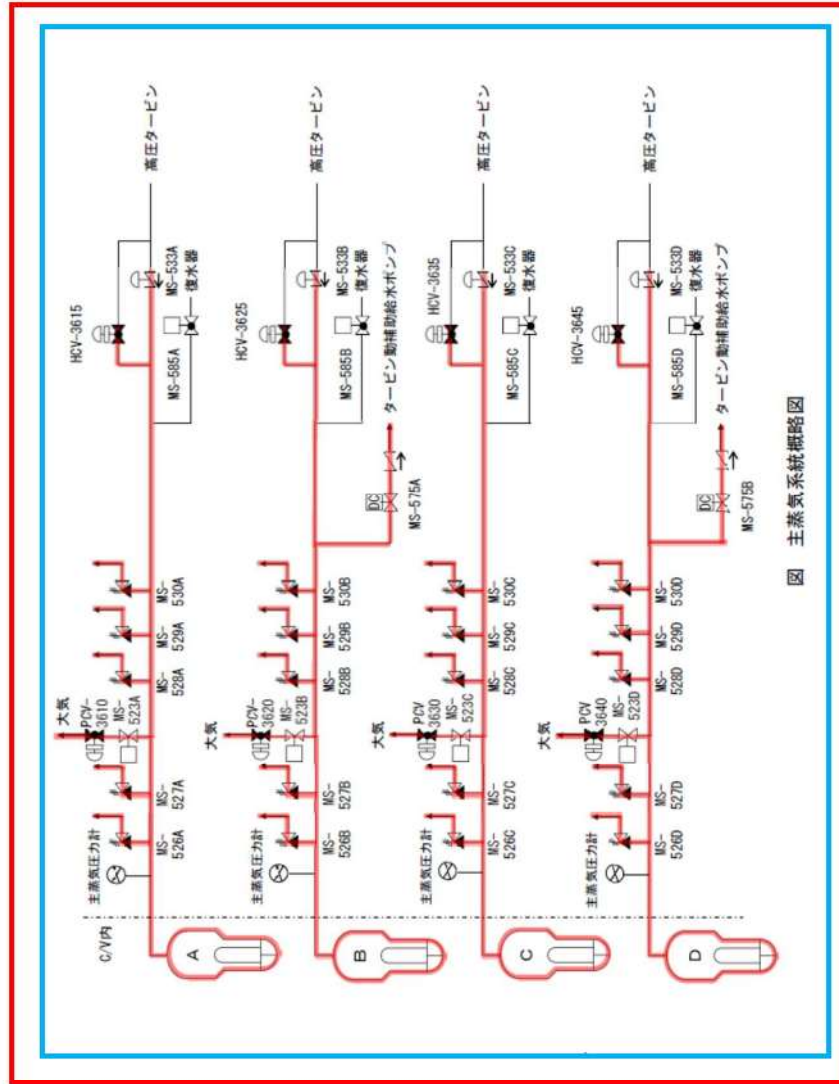 C/V内
主蒸気圧力計
MS-
526A
MS-
527A
大気
PCV-
3610
MS-
523A
MS-
528A
MS-
529A
MS-
530A
HCV-3615
MS-585A
MS-533A
復水器
高圧タービン
A
主蒸気圧力計
MS-
526B
MS-
527B
大気
PCV-
3620
MS-
523B
MS-
528B
MS-
529B
MS-
530B
HCV-3625
MS-585B
MS-533B
復水器
高圧タービン
DC
MS-575A
タービン動補助給水ポンプ
B
主蒸気圧力計
MS-
526C
MS-
527C
大気
PCV
3630
MS-
523C
MS-
528C
MS-
529C
MS-
530C
HCV-3635
MS-585C
MS-533C
復水器
高圧タービン
C
主蒸気圧力計
MS-
526D
MS-
527D
大気
PCV
3640
MS-
523D
MS-
528D
MS-
529D
MS-
530D
HCV-3645
MS-585D
MS-533D
復水器
高圧タービン
DC
MS-575B
タービン動補助給水ポンプ
D
図 主蒸気系統概略図